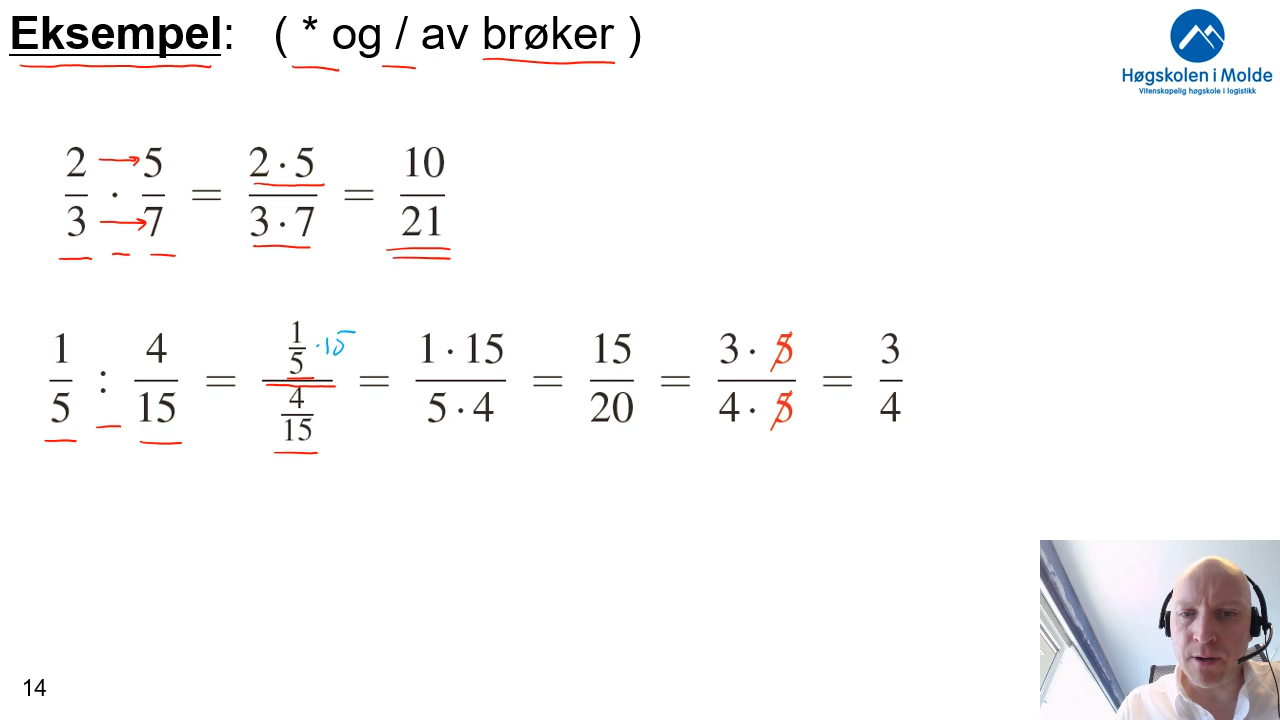 Eksempel: ( * og / av brøker )
Høgskolen i Molde
Vitenskapelig høgskole i logistikk
2/3 · 5/7 = (2 · 5)/(3 · 7) = 10/21
1/5 : 4/15 = (1/5 · 15)/(4/15) = (1 · 15)/(5 · 4) = 15/20 = (3 · 5)/(4 · 5) = 3/4
14